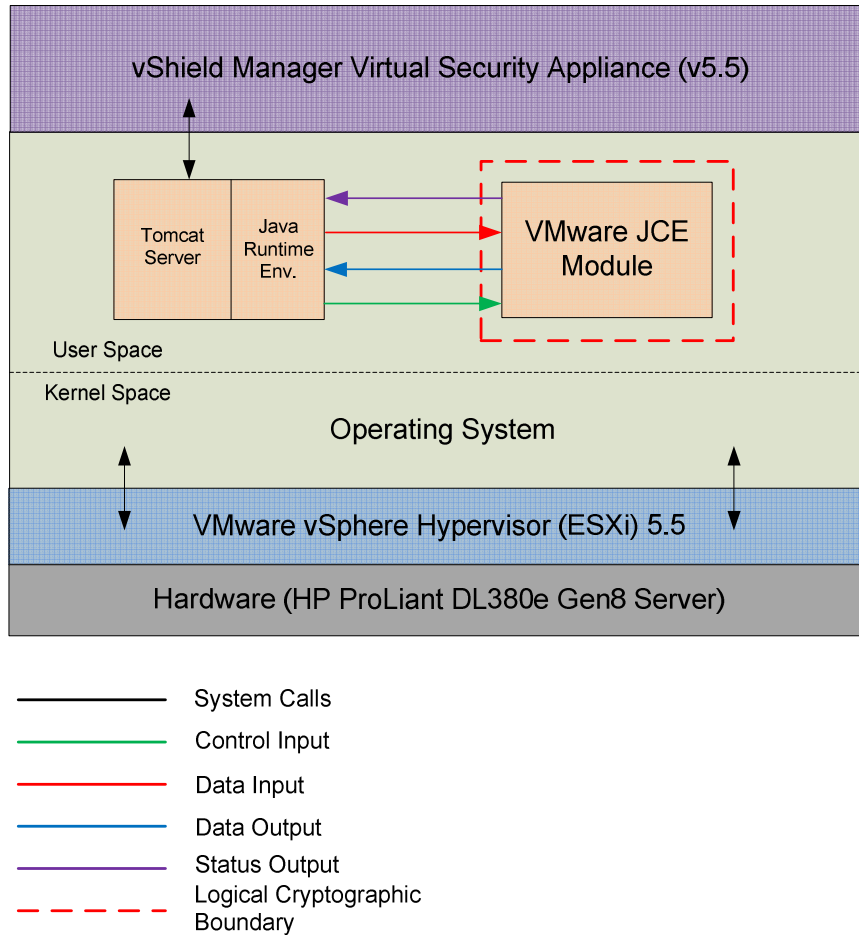 vShield Manager Virtual Security Appliance (v5.5)
Tomcat
Server
Java
Runtime
Env.
VMware JCE
Module
User Space
Kernel Space
Operating System
VMware vSphere Hypervisor (ESXi) 5.5
Hardware (HP ProLiant DL380e Gen8 Server)
System Calls
Control Input
Data Input
Data Output
Status Output
Logical Cryptographic
Boundary